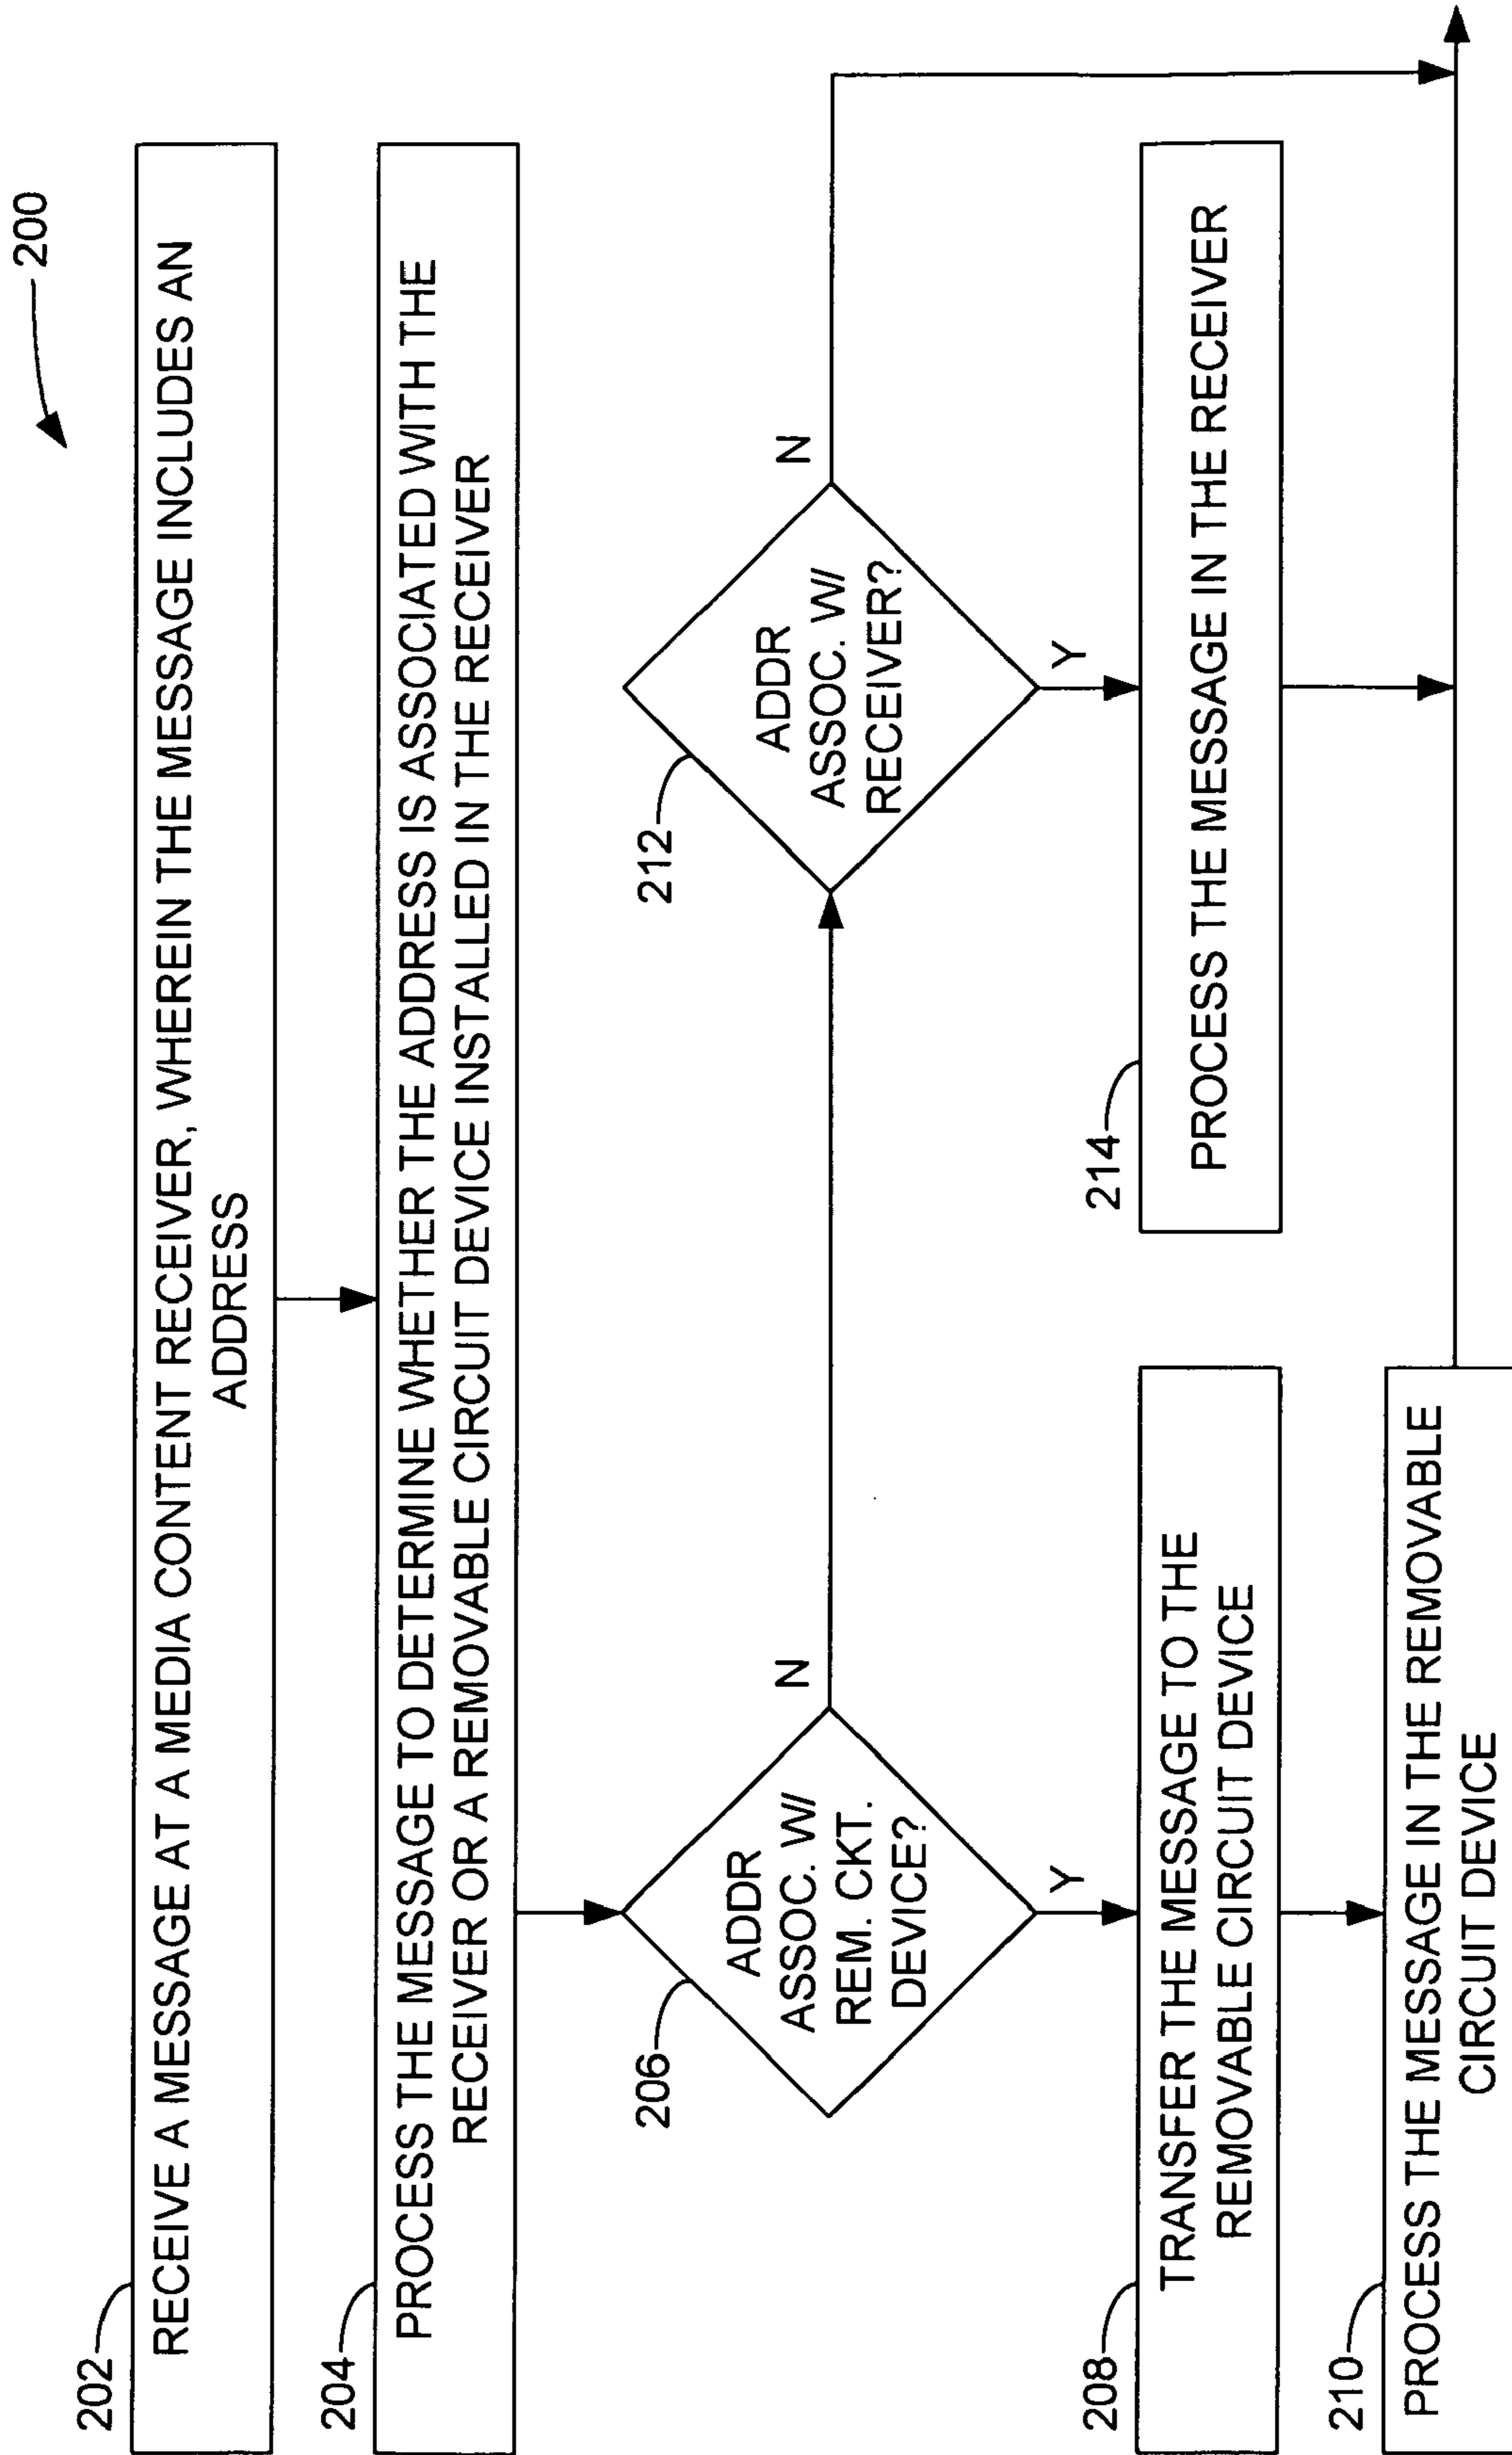 200
202
RECEIVE A MESSAGE AT A MEDIA CONTENT RECEIVER, WHEREIN THE MESSAGE INCLUDES AN
ADDRESS
204
PROCESS THE MESSAGE TO DETERMINE WHETHER THE ADDRESS IS ASSOCIATED WITH THE
RECEIVER OR A REMOVABLE CIRCUIT DEVICE INSTALLED IN THE RECEIVER
206
ADDR
ASSOC. W/
REM. CKT.
DEVICE?
N
Y
212
ADDR
ASSOC. W/
RECEIVER?
N
Y
208
TRANSFER THE MESSAGE TO THE
REMOVABLE CIRCUIT DEVICE
214
PROCESS THE MESSAGE IN THE RECEIVER
210
PROCESS THE MESSAGE IN THE REMOVABLE
CIRCUIT DEVICE